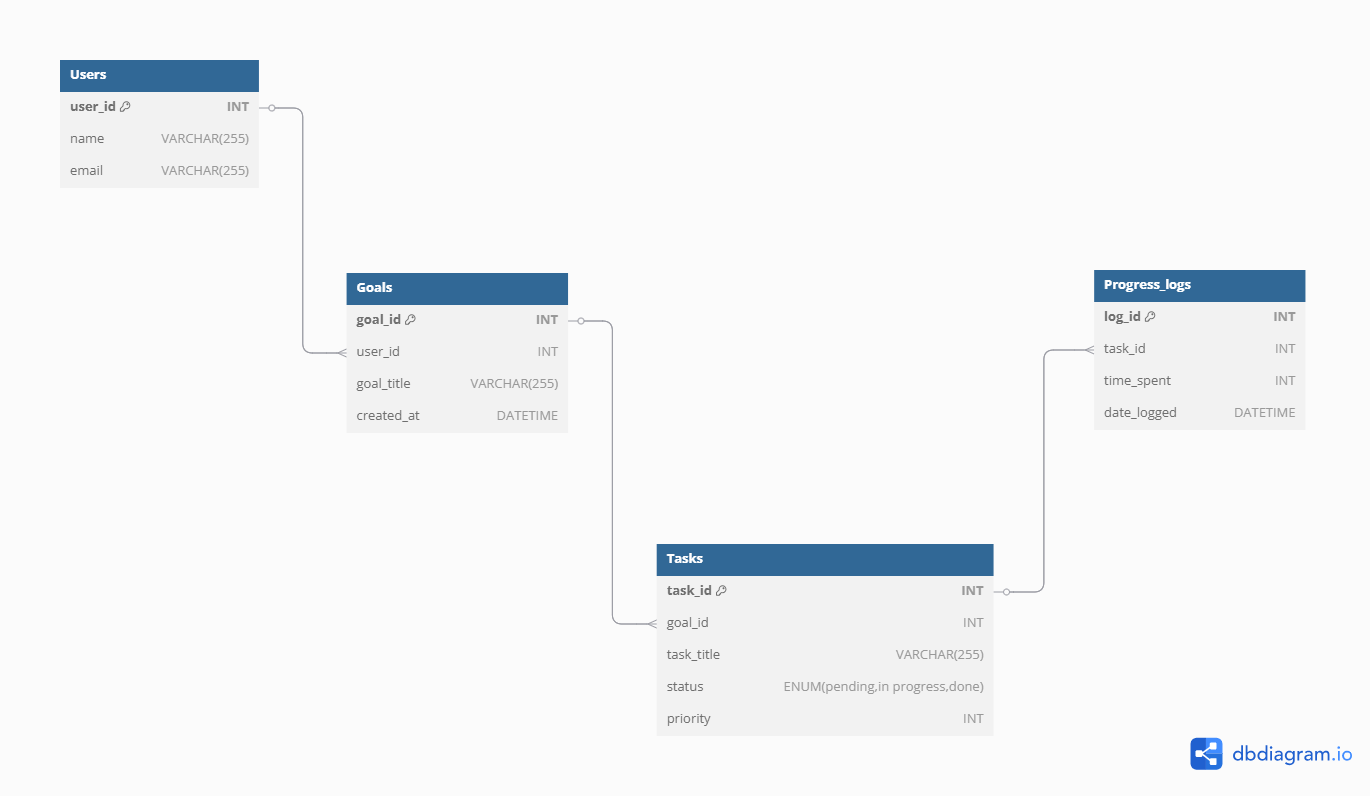 Users
user_id INT
name VARCHAR(255)
email VARCHAR(255)
Goals
goal_id INT
user_id INT
goal_title VARCHAR(255)
created_at DATETIME
Progress_logs
log_id INT
task_id INT
time_spent INT
date_logged DATETIME
Tasks
task_id INT
goal_id INT
task_title VARCHAR(255)
status ENUM(pending,in progress,done)
priority INT
dbdiagram.io